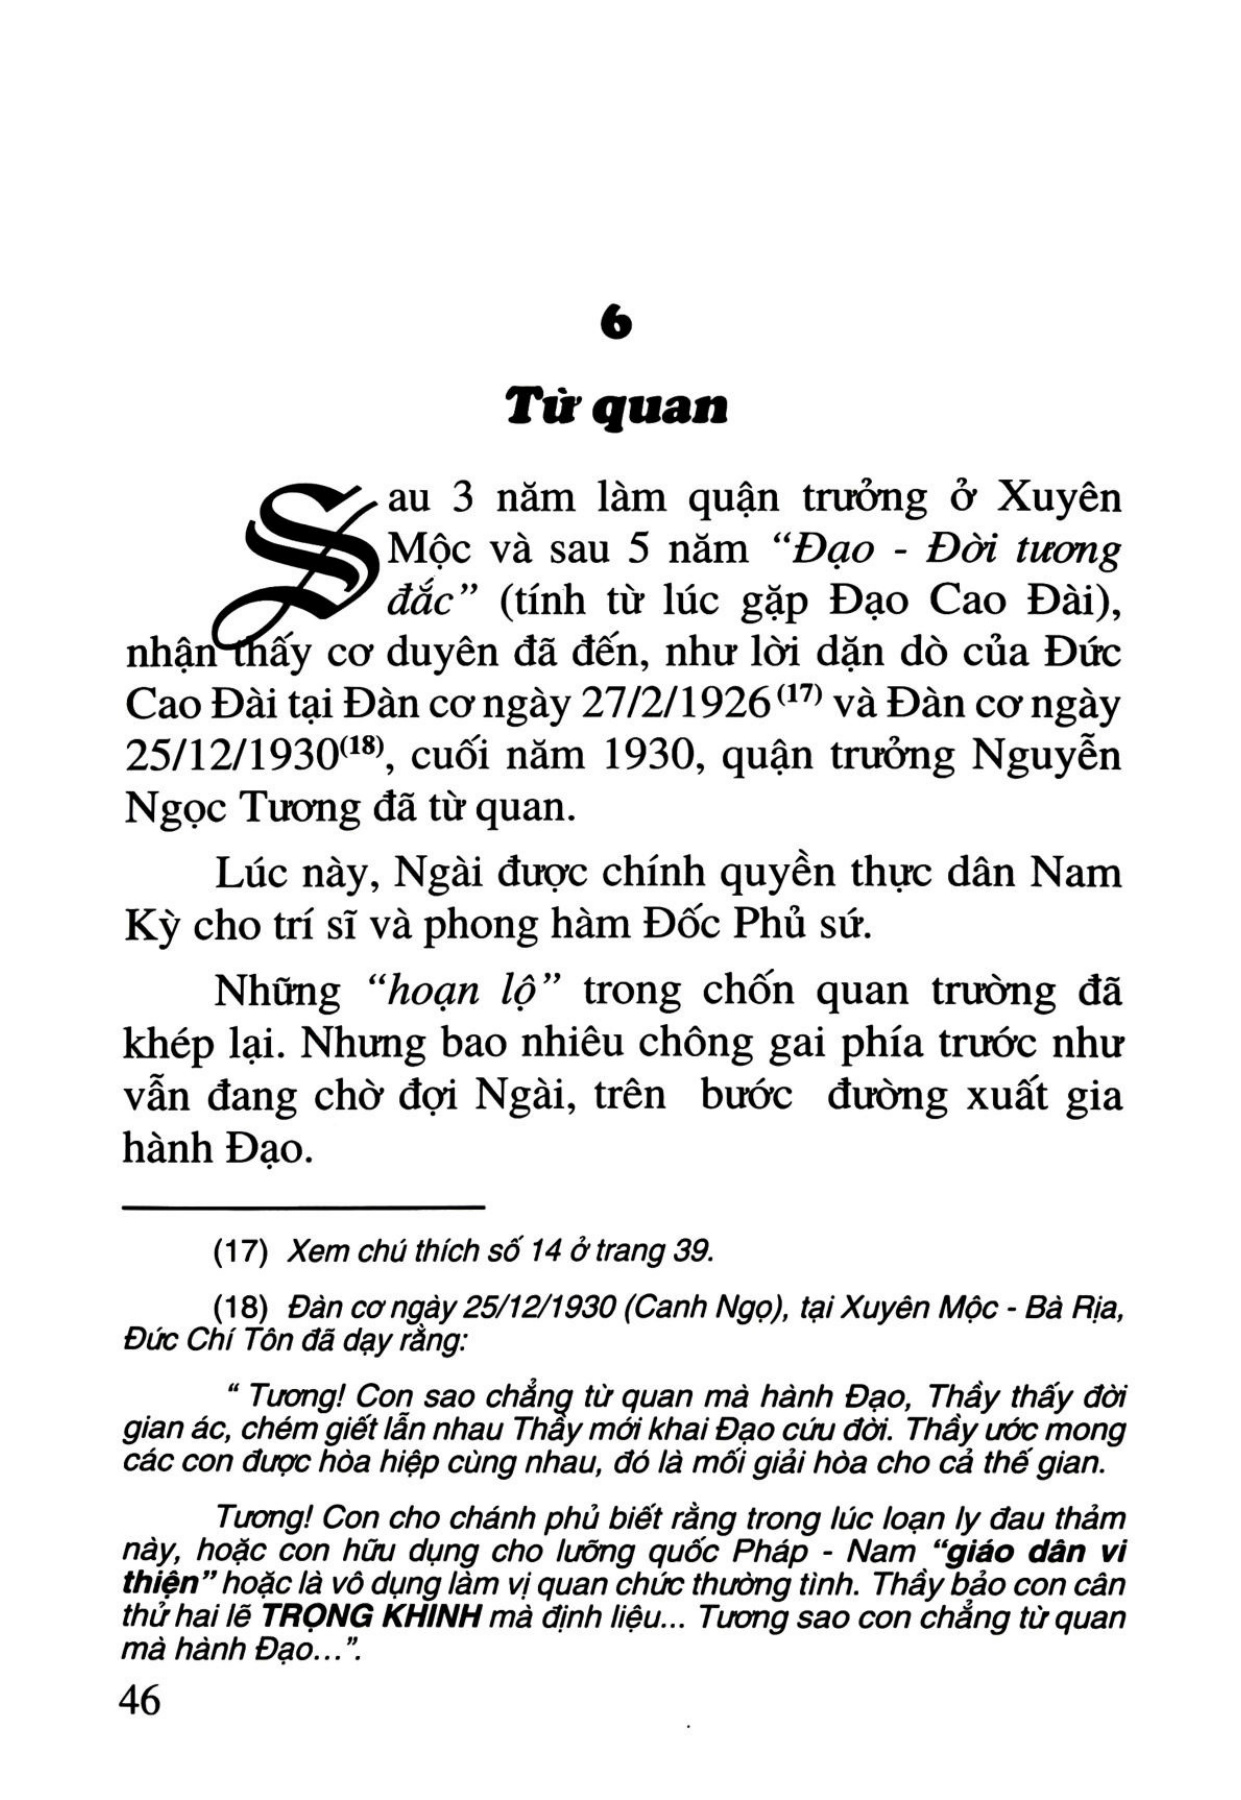 6
Từ quan
Sau 3 năm làm quận trưởng ở Xuyên
Mộc và sau 5 năm “Đạo - Đời tương
đắc” (tính từ lúc gặp Đạo Cao Đài),
nhận thấy cơ duyên đã đến, như lời dặn dò của Đức
Cao Đài tại Đàn cơ ngày 27/2/1926 (17) và Đàn cơ ngày
25/12/1930(18), cuối năm 1930, quận trưởng Nguyễn
Ngọc Tương đã từ quan.
Lúc này, Ngài được chính quyền thực dân Nam
Kỳ cho trí sĩ và phong hàm Đốc Phủ sứ.
Những “hoạn lộ” trong chốn quan trường đã
khép lại. Nhưng bao nhiêu chông gai phía trước như
vẫn đang chờ đợi Ngài, trên bước đường xuất gia
hành Đạo.
(17) Xem chú thích số 14 ở trang 39.
(18) Đàn cơ ngày 25/12/1930 (Canh Ngọ), tại Xuyên Mộc - Bà Rịa,
Đức Chí Tôn đã dạy rằng:
“ Tương! Con sao chẳng từ quan mà hành Đạo, Thầy thấy đời
gian ác, chém giết lẫn nhau Thầy mới khai Đạo cứu đời. Thầy ước mong
các con được hòa hiệp cùng nhau, đó là mối giải hòa cho cả thế gian.
Tương! Con cho chánh phủ biết rằng trong lúc loạn ly đau thảm
này, hoặc con hữu dụng cho lưỡng quốc Pháp - Nam “giáo dân vi
thiện” hoặc là vô dụng làm vị quan chức thường tình. Thầy bảo con cân
thử hai lẽ TRỌNG KHINH mà định liệu... Tương sao con chẳng từ quan
mà hành Đạo...”.
46